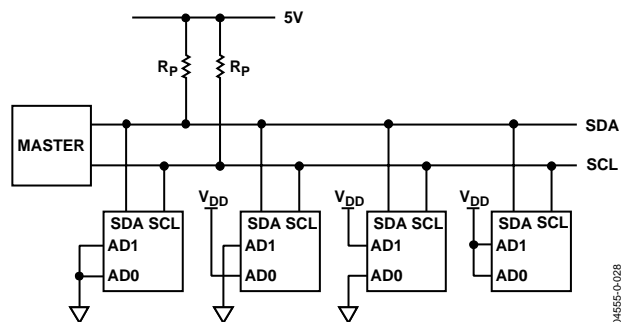 5V
RP RP
MASTER
SDA
SCL
VDD VDD VDD
SDA SCL SDA SCL SDA SCL SDA SCL
AD1 AD1 AD1 AD1
AD0 AD0 AD0 AD0
04555-0-028